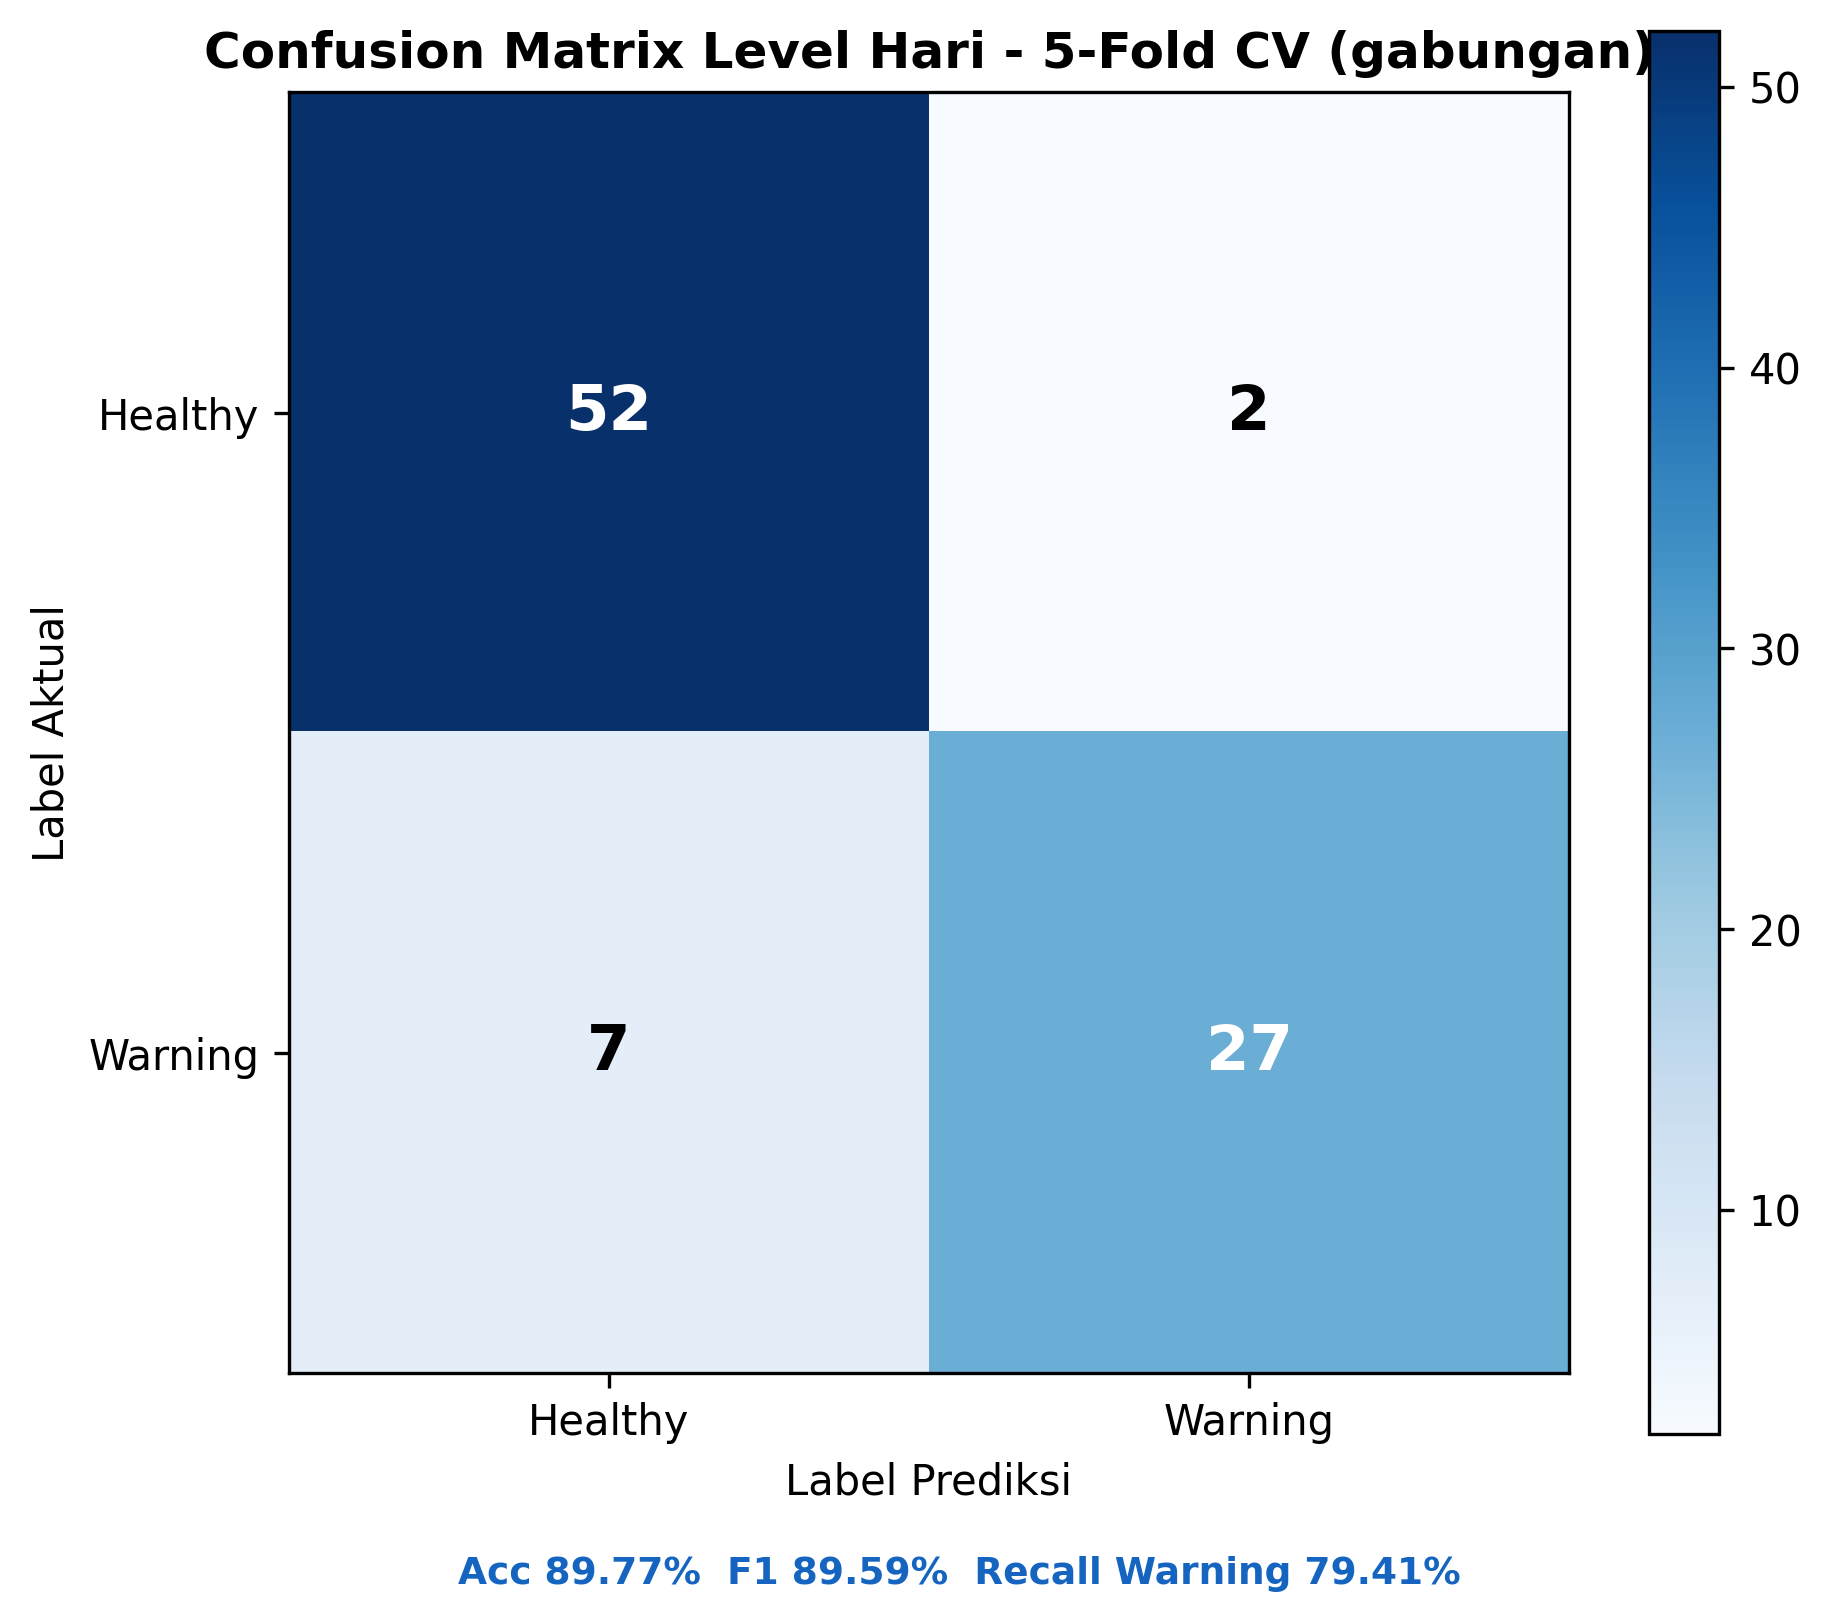 Confusion Matrix Level Hari - 5-Fold CV (gabungan)
50
40
30
20
10
Label Aktual
Healthy
52
2
Warning
7
27
Healthy
Warning
Label Prediksi
Acc 89.77% F1 89.59% Recall Warning 79.41%